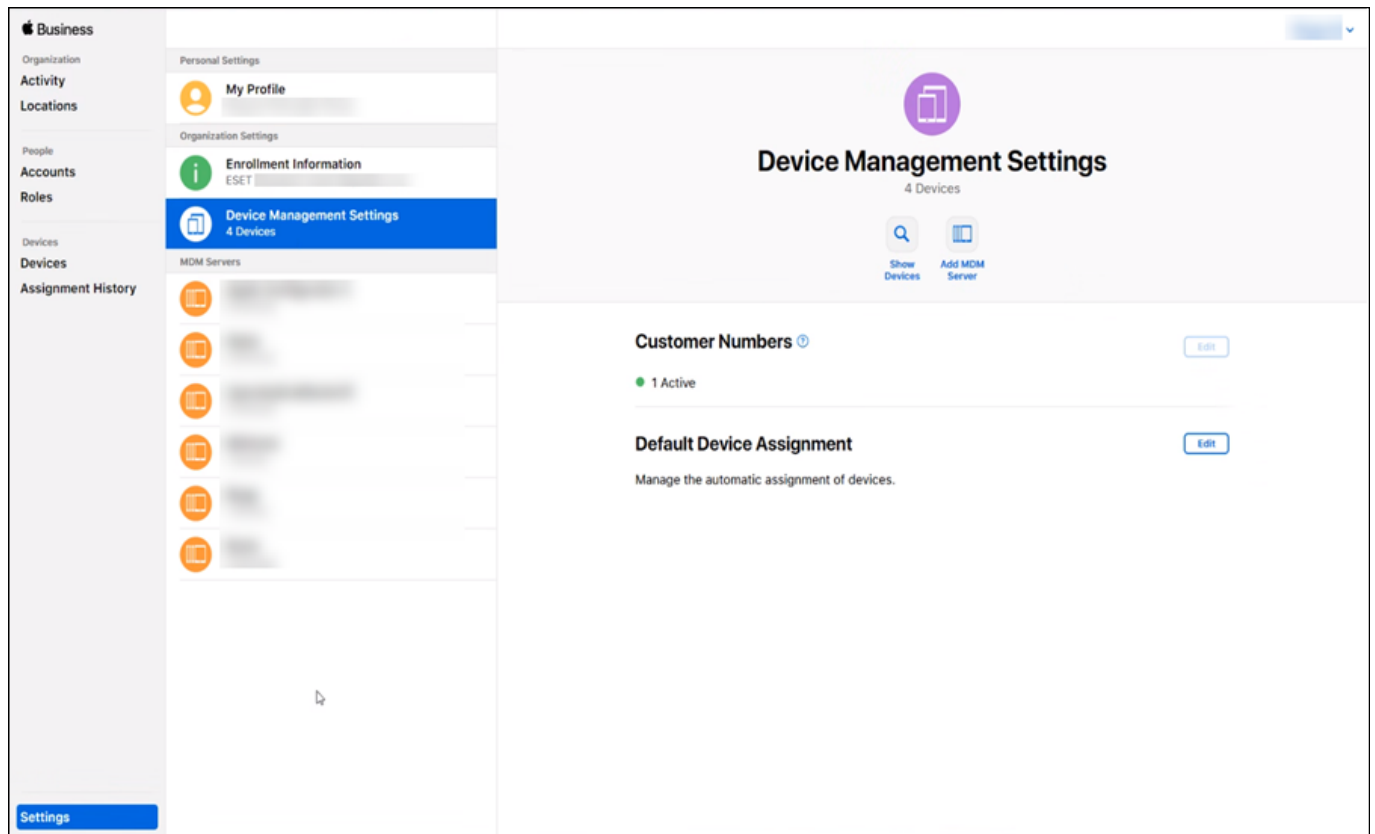 Business
Organization
Activity
Locations
People
Accounts
Roles
Devices
Devices
Assignment History
Settings
Personal Settings
My Profile
Organization Settings
Enrollment Information
ESET
Device Management Settings
4 Devices
MDM Servers
Device Management Settings
4 Devices
Show
Devices
Add MDM
Server
Customer Numbers
Edit
1 Active
Default Device Assignment
Edit
Manage the automatic assignment of devices.